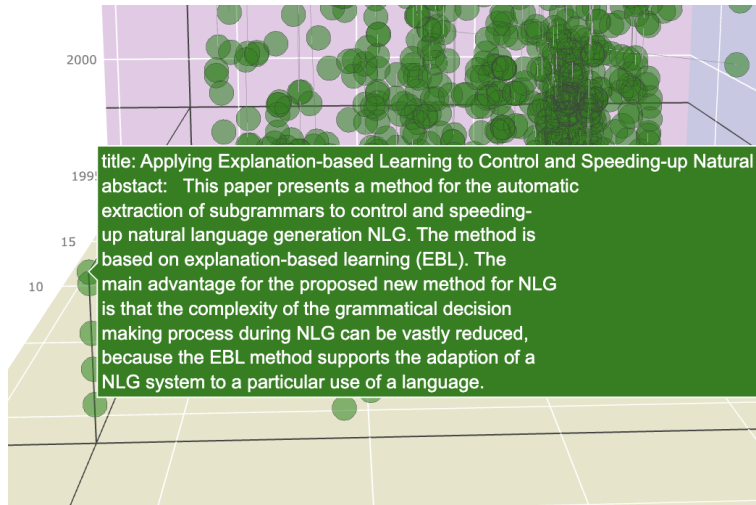 2000
title: Applying Explanation-based Learning to Control and Speeding-up Natural
1995
abstact: This paper presents a method for the automatic
extraction of subgrammars to control and speeding-
up natural language generation NLG. The method is
15
based on explanation-based learning (EBL). The
main advantage for the proposed new method for NLG
10
is that the complexity of the grammatical decision
making process during NLG can be vastly reduced,
because the EBL method supports the adaption of a
NLG system to a particular use of a language.